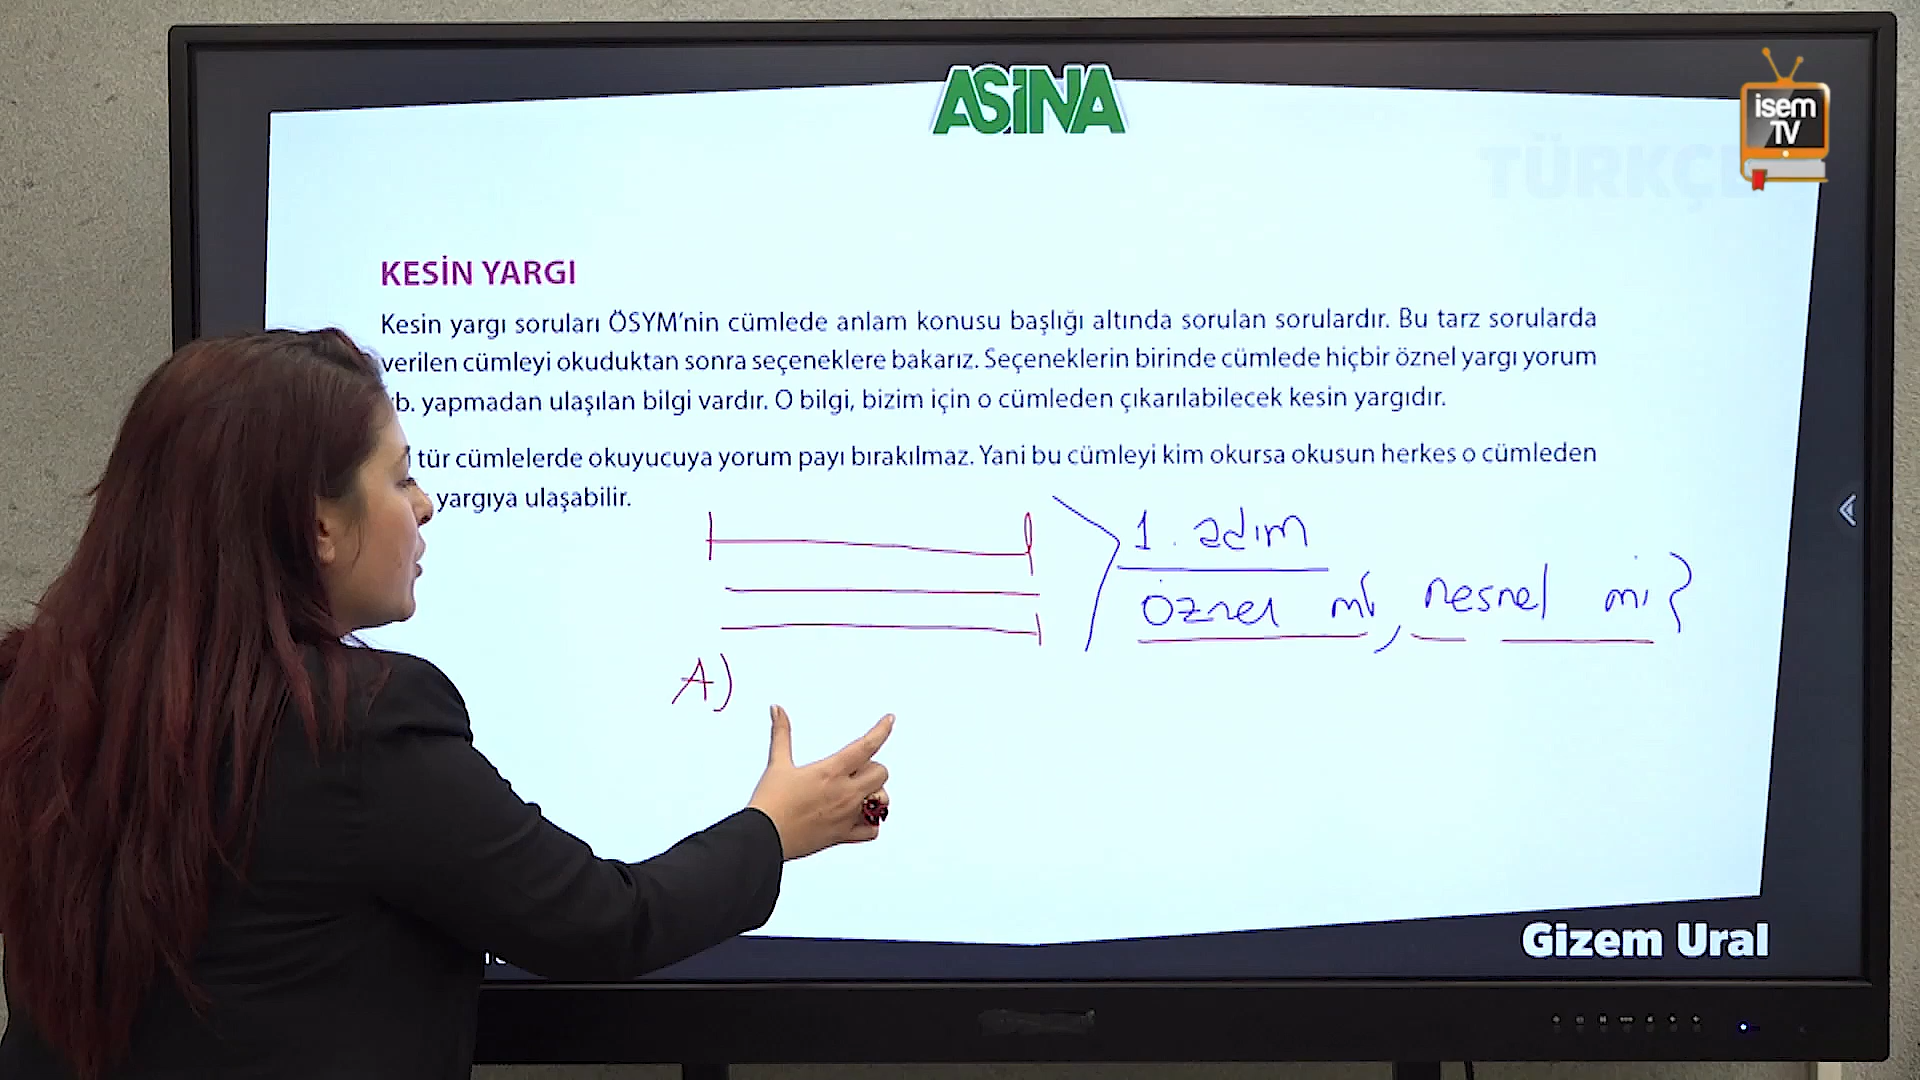 ASiNA
isem
TV
TÜRKÇE
KESİN YARGI
Kesin yargı soruları ÖSYM'nin cümlede anlam konusu başlığı altında sorulan sorulardır. Bu tarz sorularda
verilen cümleyi okuduktan sonra seçeneklere bakarız. Seçeneklerin birinde cümlede hiçbir öznel yargı yorum
vb. yapmadan ulaşılan bilgi vardır. O bilgi, bizim için o cümleden çıkarılabilecek kesin yargıdır.
tür cümlelerde okuyucuya yorum payı bırakılmaz. Yani bu cümleyi kim okursa okusun herkes o cümleden
yargıya ulaşabilir.
1. adım
öznel mi, nesnel mi?
A)
Gizem Ural